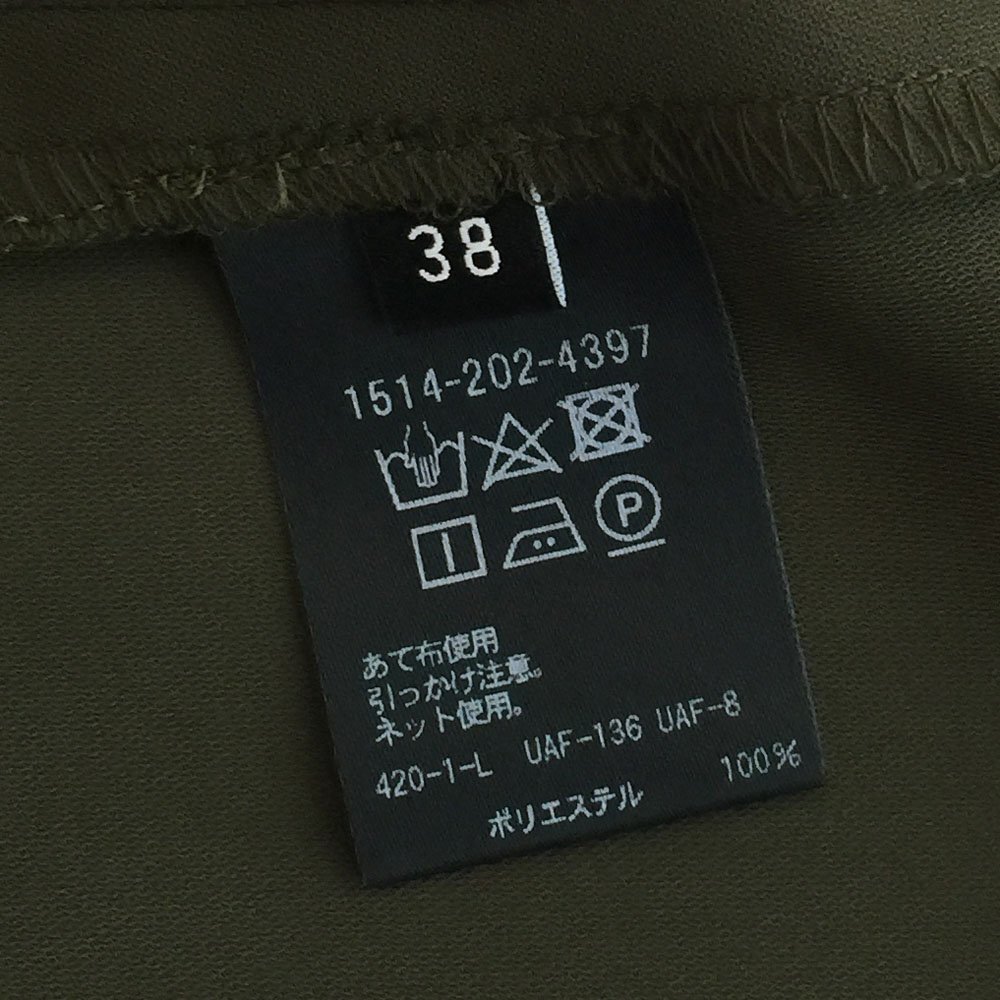 38
1514-202-4397
P
あて布使用
引っかけ注意。
ネット使用。
420-1-L UAF-136 UAF-8
100%
ポリエステル